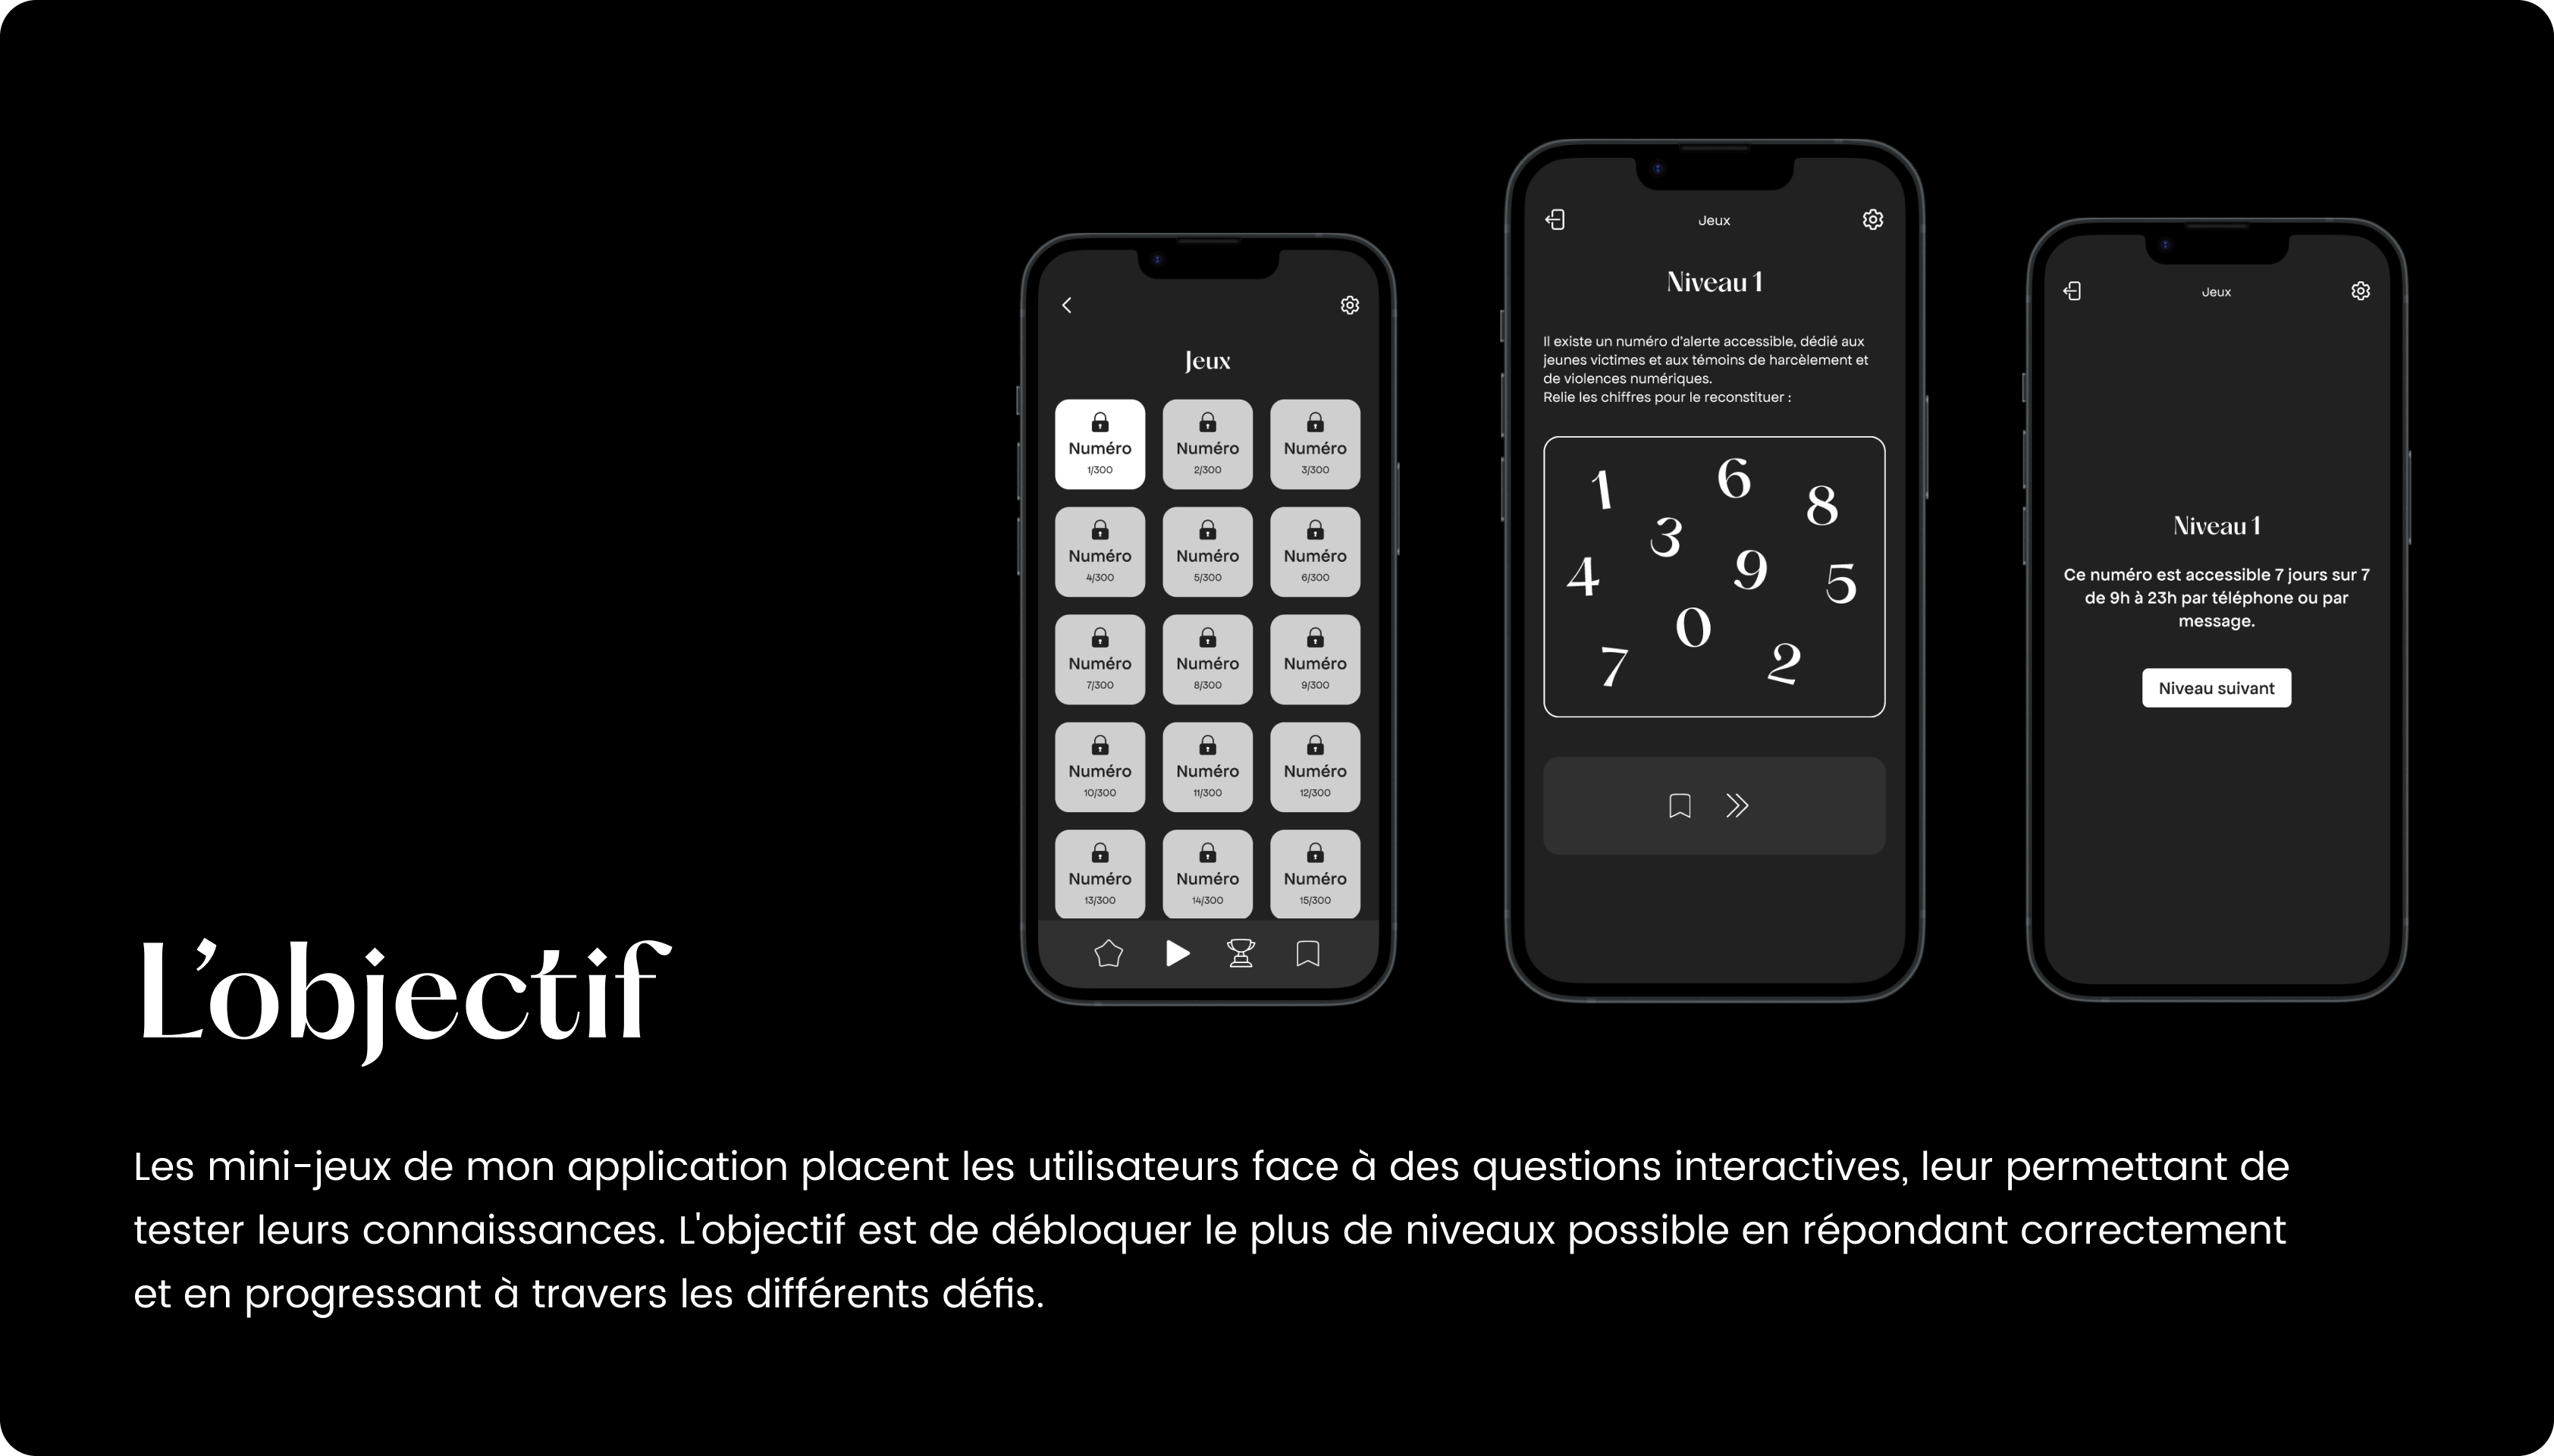 Jeux
Numéro
1/300
Numéro
2/300
Numéro
3/300
Numéro
4/300
Numéro
5/300
Numéro
6/300
Numéro
7/300
Numéro
8/300
Numéro
9/300
Numéro
10/300
Numéro
11/300
Numéro
12/300
Numéro
13/300
Numéro
14/300
Numéro
15/300
Jeux
Niveau 1
Il existe un numéro d'alerte accessible, dédié aux
jeunes victimes et aux témoins de harcèlement et
de violences numériques.
Relie les chiffres pour le reconstituer :
1
6
8
3
4
9
5
0
7
2
Jeux
Niveau 1
Ce numéro est accessible 7 jours sur 7
de 9h à 23h par téléphone ou par
message.
Niveau suivant
L'objectif
Les mini-jeux de mon application placent les utilisateurs face à des questions interactives, leur permettant de
tester leurs connaissances. L'objectif est de débloquer le plus de niveaux possible en répondant correctement
et en progressant à travers les différents défis.